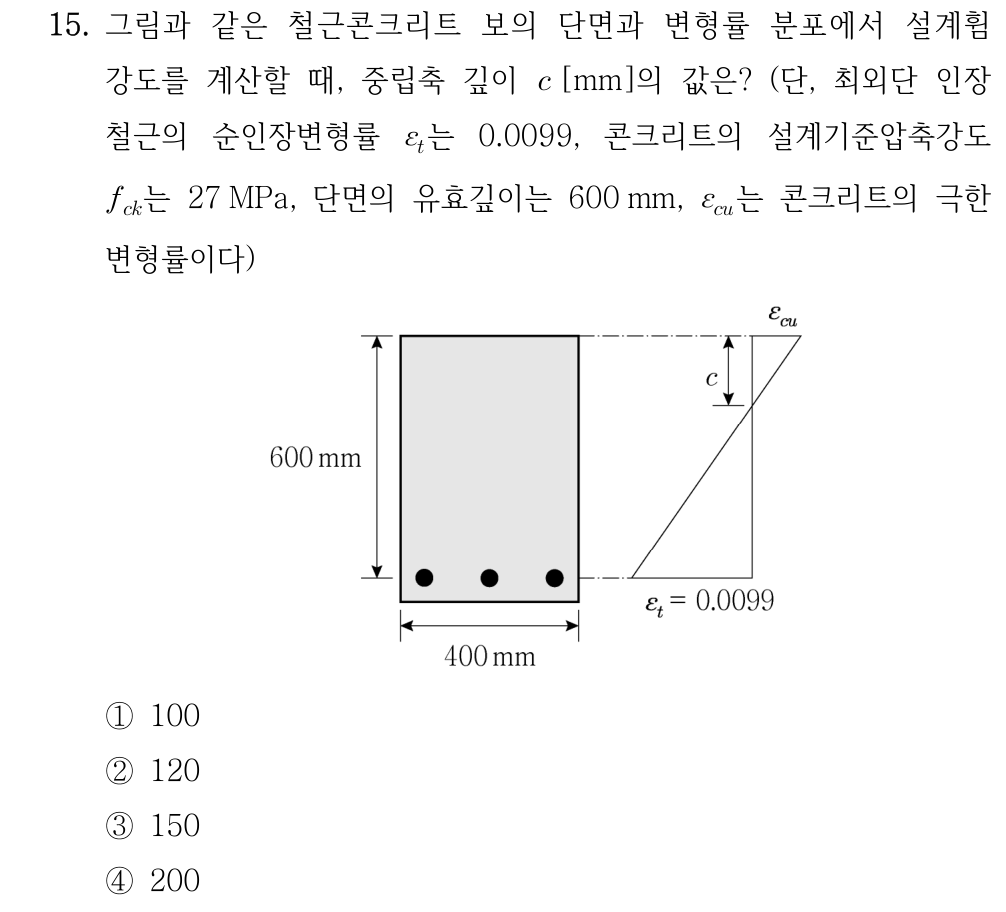 15. 그림과 같은 철근콘크리트 보의 단면과 변형률 분포에서 설계휨
강도를 계산할 때, 중립축 깊이 c [mm]의 값은? (단, 최외단 인장
철근의 순인장변형률 εt는 0.0099, 콘크리트의 설계기준압축강도
fck는 27 MPa, 단면의 유효깊이는 600 mm, εcu는 콘크리트의 극한
변형률이다)
εcu
c
600 mm
εt = 0.0099
400 mm
① 100
② 120
③ 150
④ 200